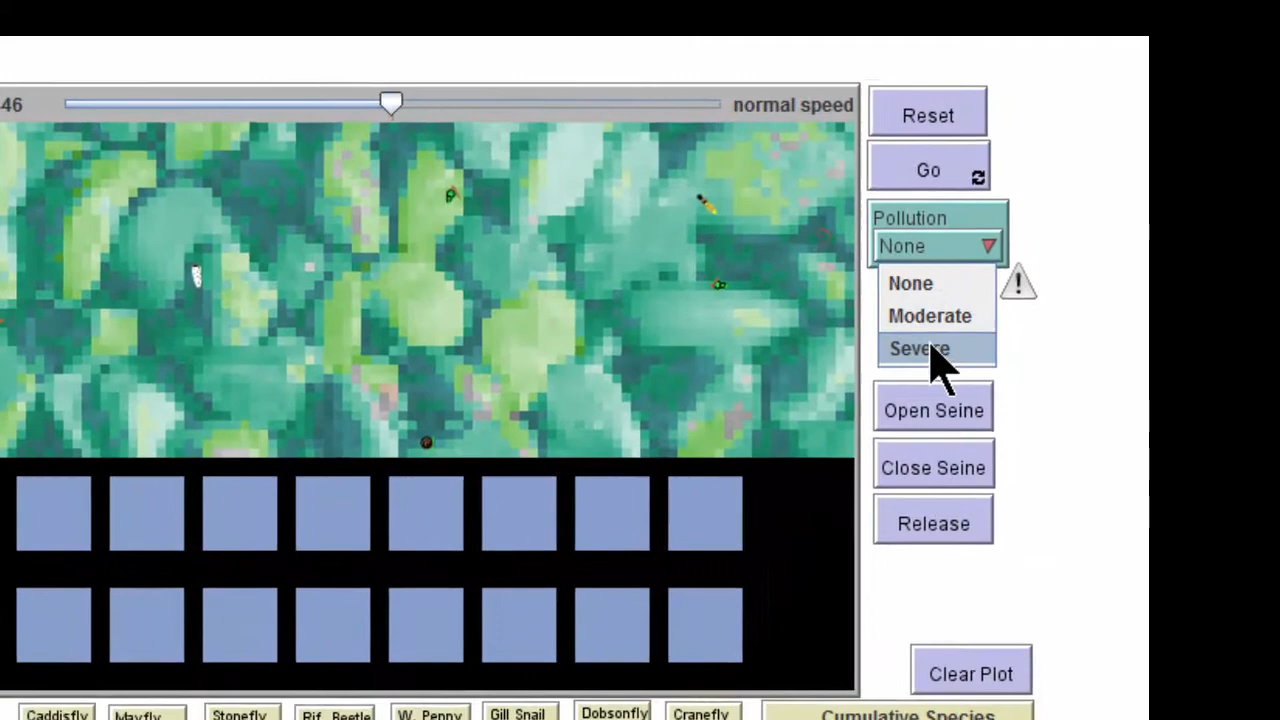 46
normal speed
Reset
Go
Pollution
None
None
Moderate
Severe
Open Seine
Close Seine
Release
Clear Plot
Caddisfly
Mayfly
Stonefly
Rif. Beetle
W. Penny
Gill Snail
Dobsonfly
Cranefly
Cumulative Species